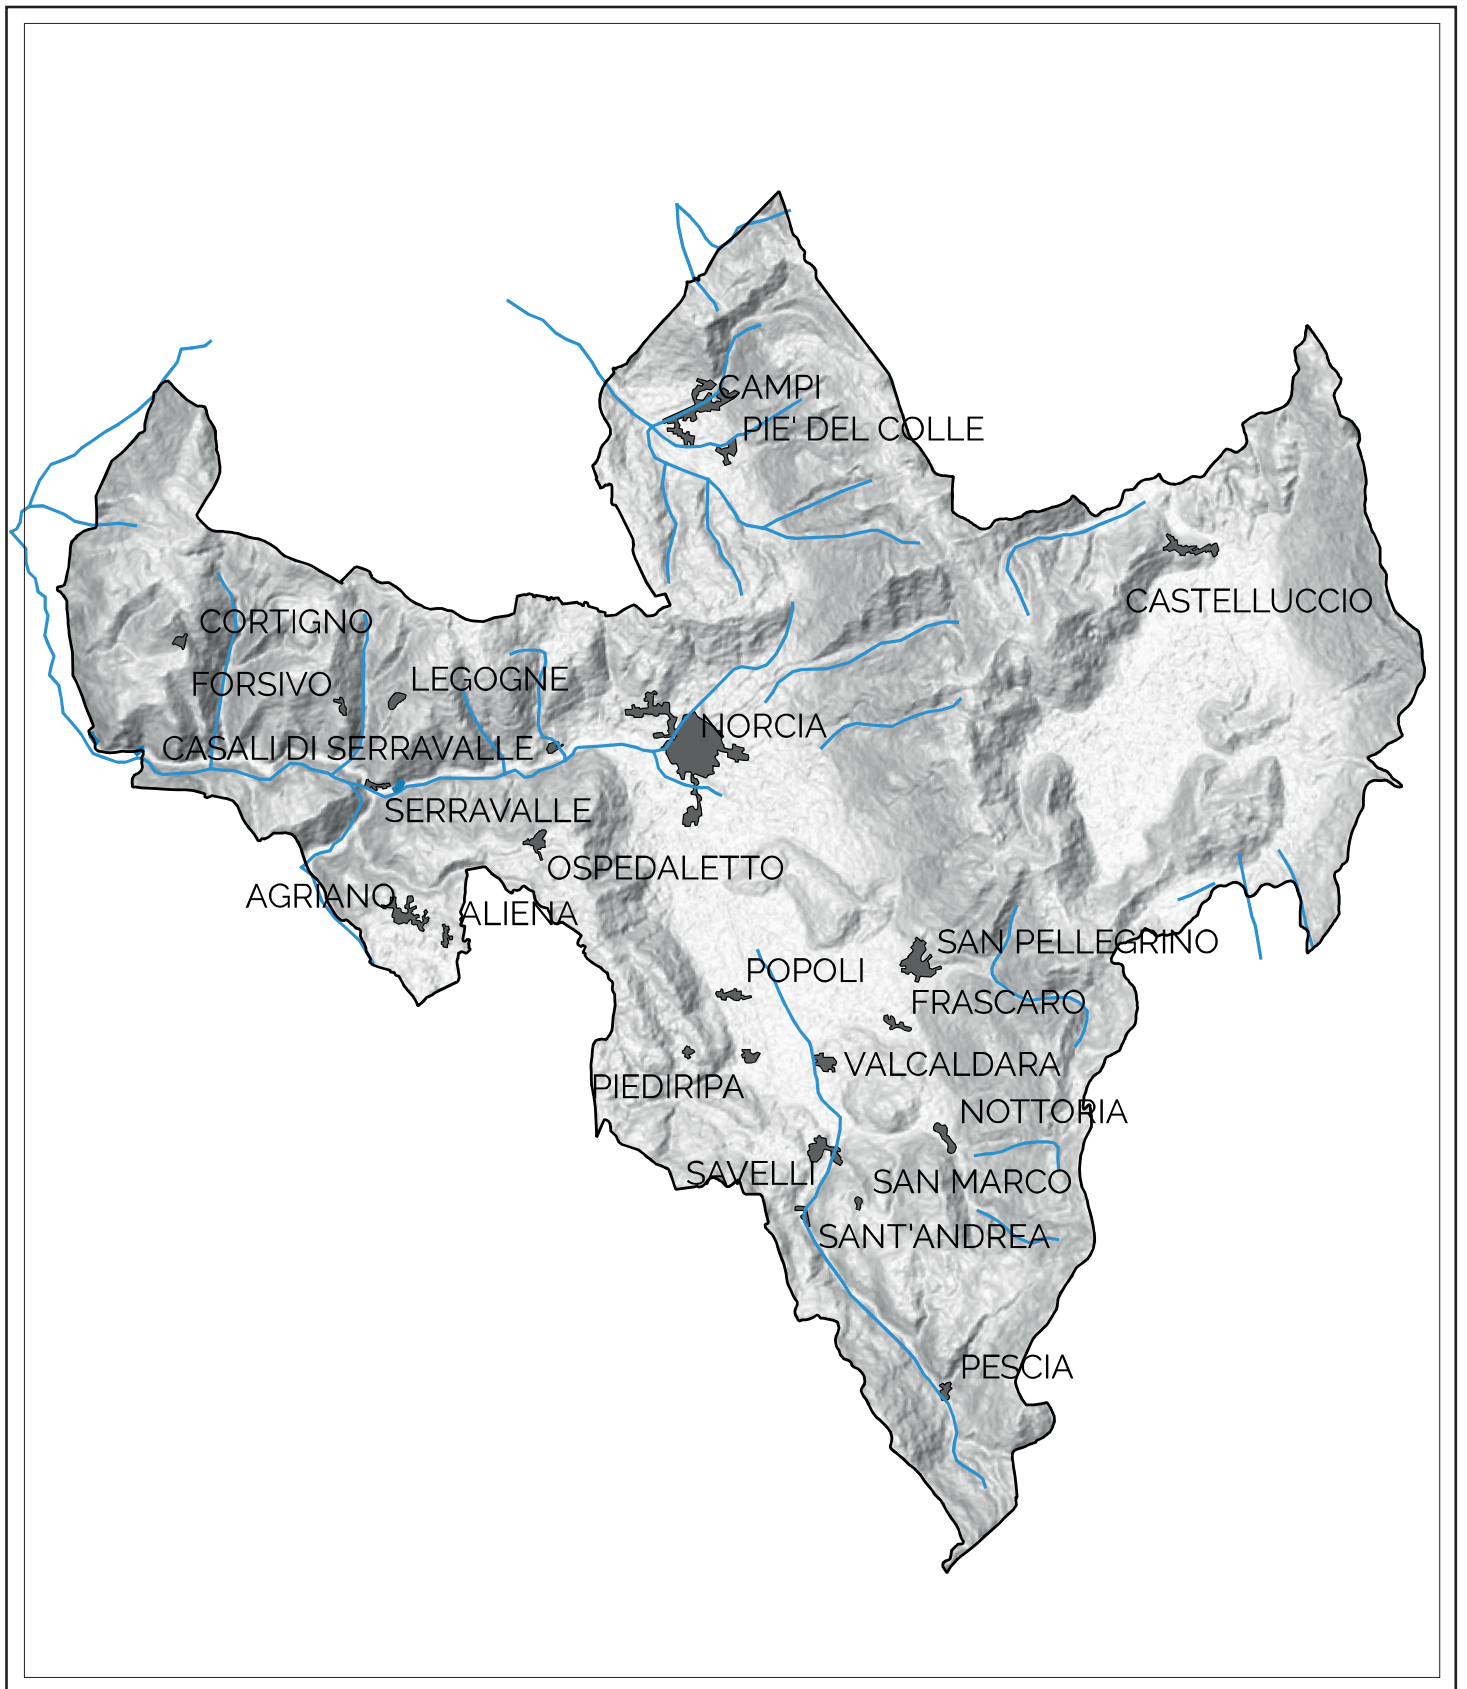 CAMPI
PIE' DEL COLLE
CASTELLUCCIO
CORTIGNO
FORSIVO
LEGOGNE
NORCIA
CASALI DI SERRAVALLE
SERRAVALLE
OSPEDALETTO
AGRIANO
ALIENA
SAN PELLEGRINO
POPOLI
FRASCARO
VALCALDARA
PIEDIRIPA
NOTTORIA
SAVELLI
SAN MARCO
SANT'ANDREA
PESCIA